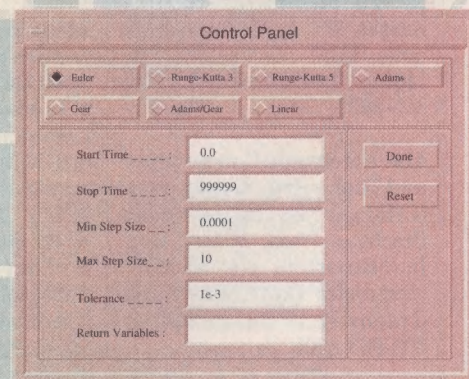 Control Panel
Euler Runge-Kutta 3 Runge-Kutta 5 Adams
Gear Adams/Gear Linear
Start Time _ _ _ _ : 0.0
Stop Time _ _ _ _ : 999999
Min Step Size _ _ : 0.0001
Max Step Size_ _ : 10
Tolerance _ _ _ _ : 1e-3
Return Variables :
Done
Reset